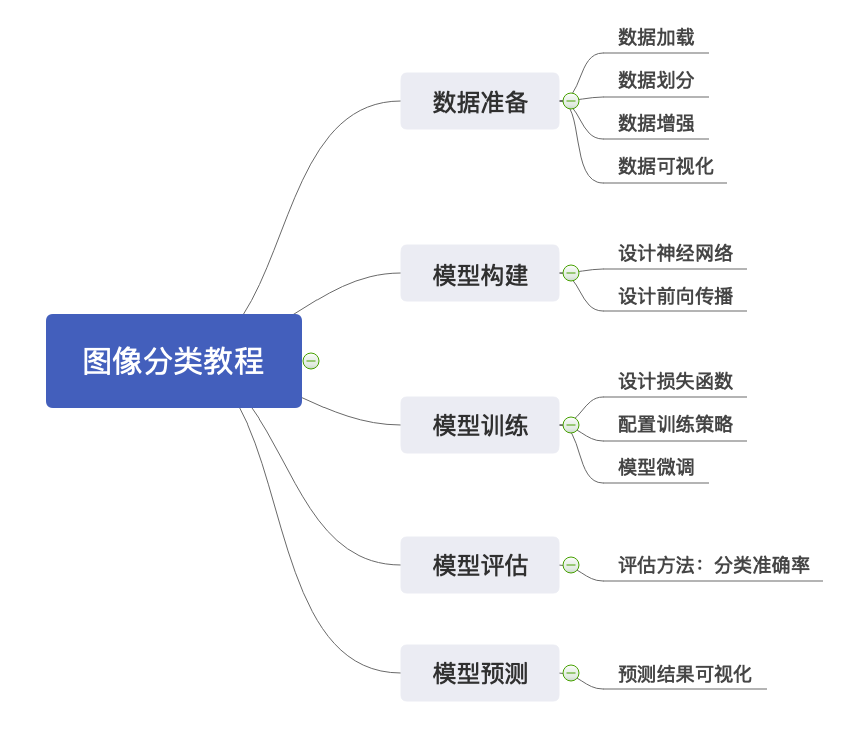 图像分类教程
数据准备
数据加载
数据划分
数据增强
数据可视化
模型构建
设计神经网络
设计前向传播
模型训练
设计损失函数
配置训练策略
模型微调
模型评估
评估方法：分类准确率
模型预测
预测结果可视化